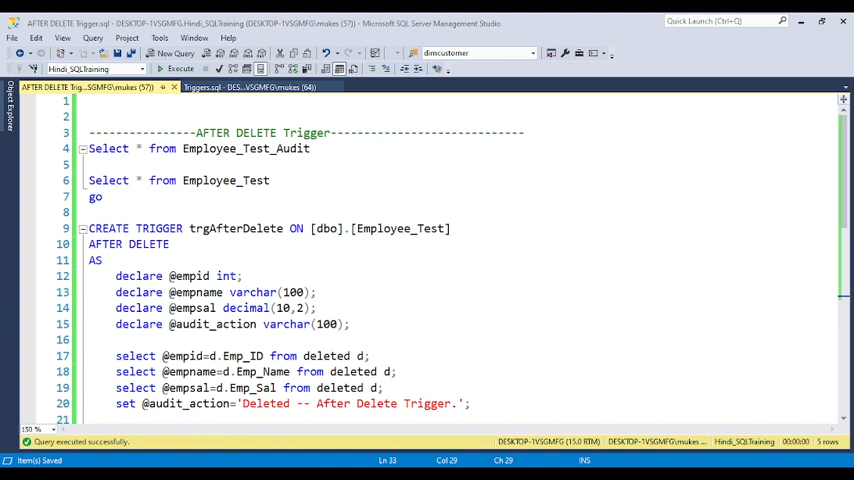 AFTER DELETE Trigger.sql - DESKTOP-1VSGMFG.Hindi_SQLTraining (DESKTOP-1VSGMFG\mukes (57)) - Microsoft SQL Server Management Studio
Quick Launch (Ctrl+Q)
File Edit View Query Project Tools Window Help
New Query dimcustomer
Hindi_SQLTraining Execute
AFTER DELETE Trig...SGMFG\mukes (57)) Triggers.sql - DES...VSGMFG\mukes (64))
Object Explorer
1
2
3 ----------------AFTER DELETE Trigger-----------------------------
4 Select * from Employee_Test_Audit
5
6 Select * from Employee_Test
7 go
8
9 CREATE TRIGGER trgAfterDelete ON [dbo].[Employee_Test]
10 AFTER DELETE
11 AS
12 declare @empid int;
13 declare @empname varchar(100);
14 declare @empsal decimal(10,2);
15 declare @audit_action varchar(100);
16
17 select @empid=d.Emp_ID from deleted d;
18 select @empname=d.Emp_Name from deleted d;
19 select @empsal=d.Emp_Sal from deleted d;
20 set @audit_action='Deleted -- After Delete Trigger.';
21
150 %
Query executed successfully. DESKTOP-1VSGMFG (15.0 RTM) DESKTOP-1VSGMFG\mukes ... Hindi_SQLTraining 00:00:00 5 rows
Item(s) Saved Ln 33 Col 29 Ch 29 INS